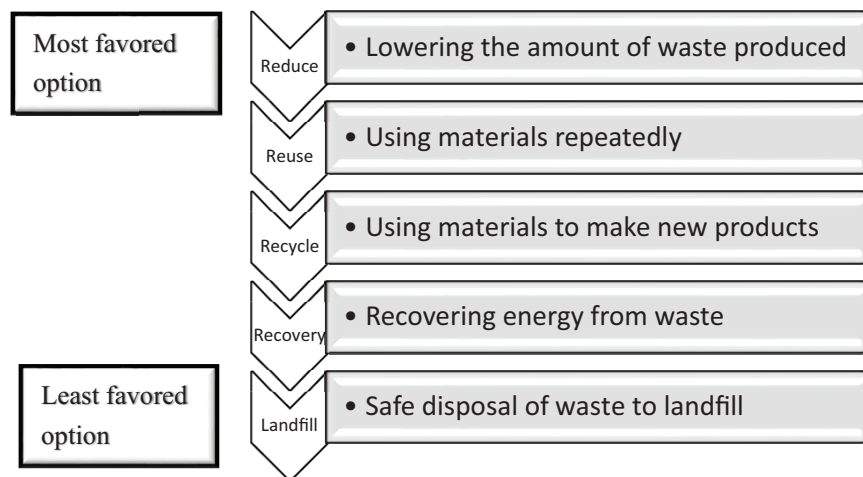 Most favored
option
Reduce
• Lowering the amount of waste produced
Reuse
• Using materials repeatedly
Recycle
• Using materials to make new products
Recovery
• Recovering energy from waste
Least favored
option
Landfill
• Safe disposal of waste to landfill